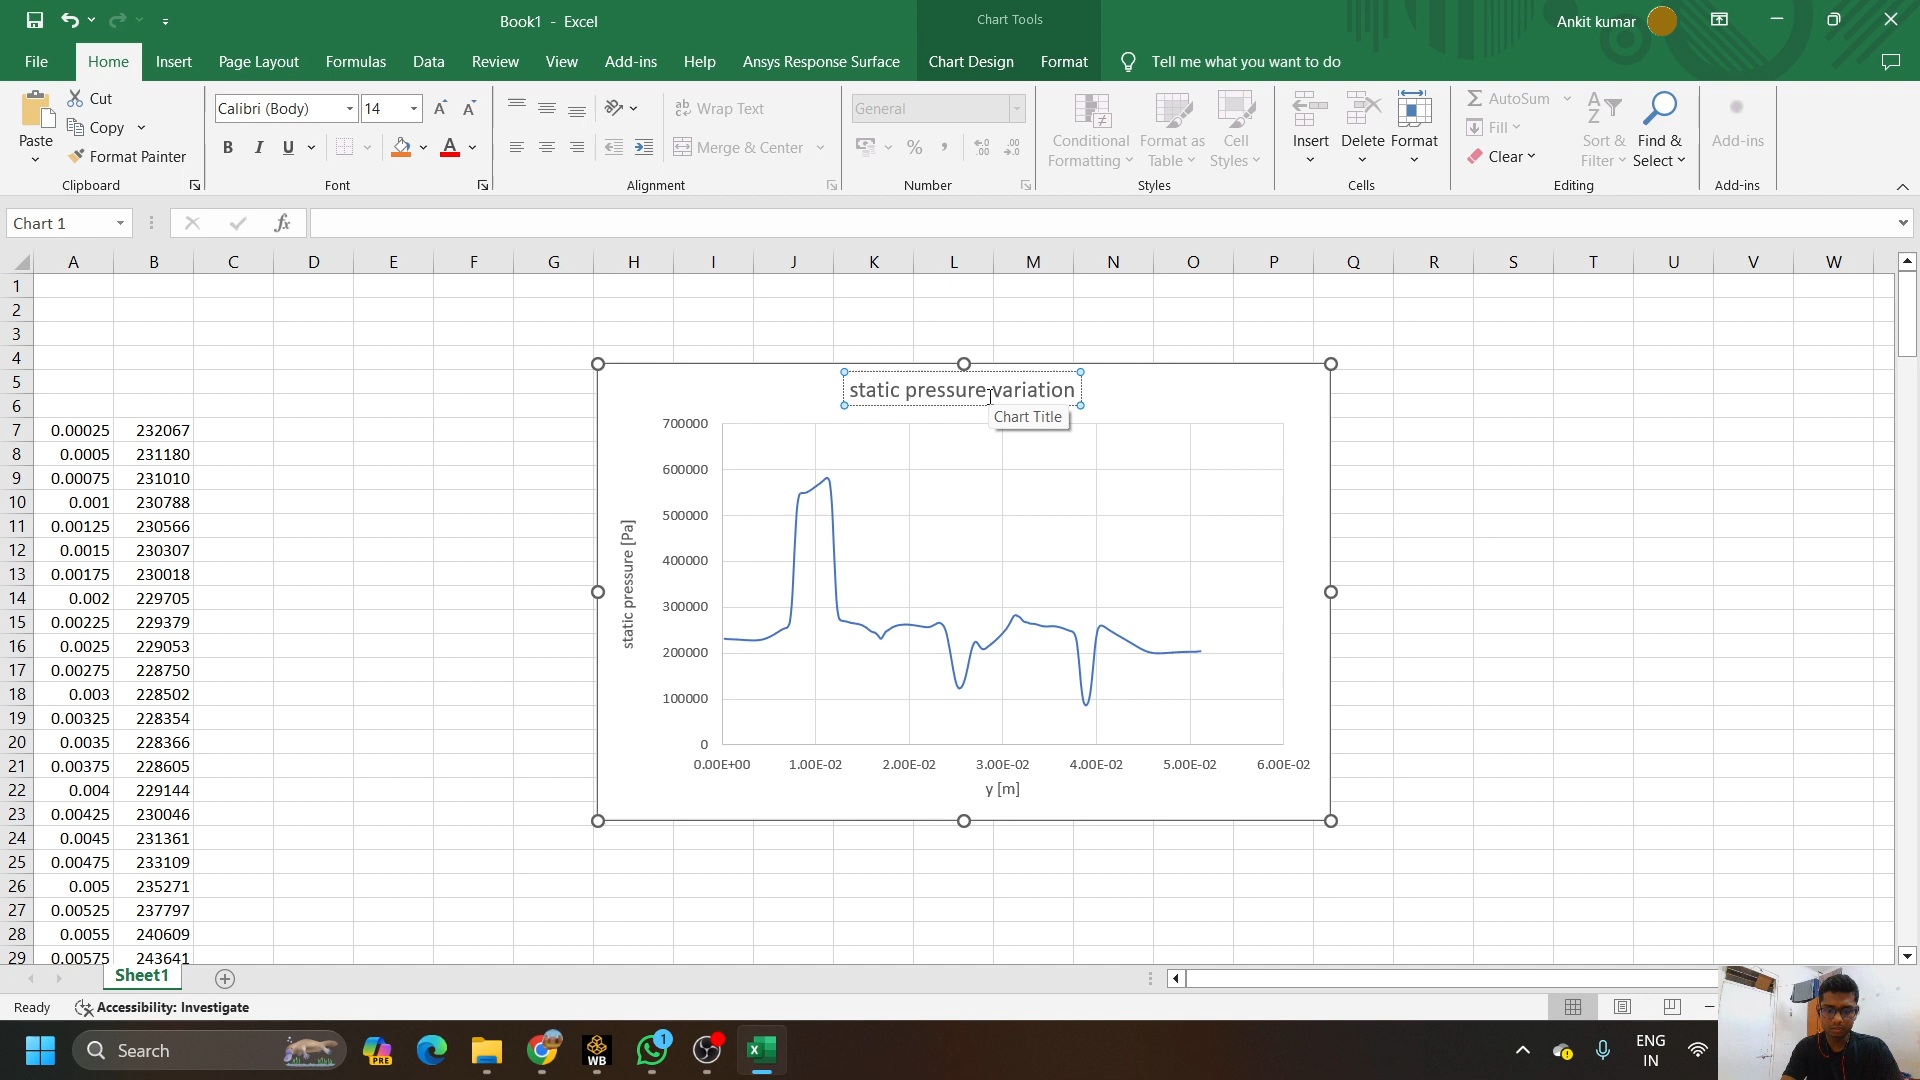 Book1 - Excel
Chart Tools
Ankit kumar
File Home Insert Page Layout Formulas Data Review View Add-ins Help Ansys Response Surface Chart Design Format Tell me what you want to do
Paste
Cut
Copy
Format Painter
Clipboard
Calibri (Body) 14
B I U A
Font
ab Wrap Text
Merge & Center
Alignment
General
%
Number
Conditional Formatting
Format as Table
Cell Styles
Styles
Insert
Delete
Format
Cells
AutoSum
Fill
Clear
Sort & Filter
Find & Select
Editing
Add-ins
Add-ins
Chart 1
fx
A B C D E F G H I J K L M N O P Q R S T U V W
1
2
3
4
5
6
7 0.00025 232067
8 0.0005 231180
9 0.00075 231010
10 0.001 230788
11 0.00125 230566
12 0.0015 230307
13 0.00175 230018
14 0.002 229705
15 0.00225 229379
16 0.0025 229053
17 0.00275 228750
18 0.003 228502
19 0.00325 228354
20 0.0035 228366
21 0.00375 228605
22 0.004 229144
23 0.00425 230046
24 0.0045 231361
25 0.00475 233109
26 0.005 235271
27 0.00525 237797
28 0.0055 240609
29 0.00575 243641
static pressure variation
Chart Title
static pressure [Pa]
700000
600000
500000
400000
300000
200000
100000
0
0.00E+00 1.00E-02 2.00E-02 3.00E-02 4.00E-02 5.00E-02 6.00E-02
y [m]
Sheet1
Ready Accessibility: Investigate
Search
PRE
WB
1
ENG
IN